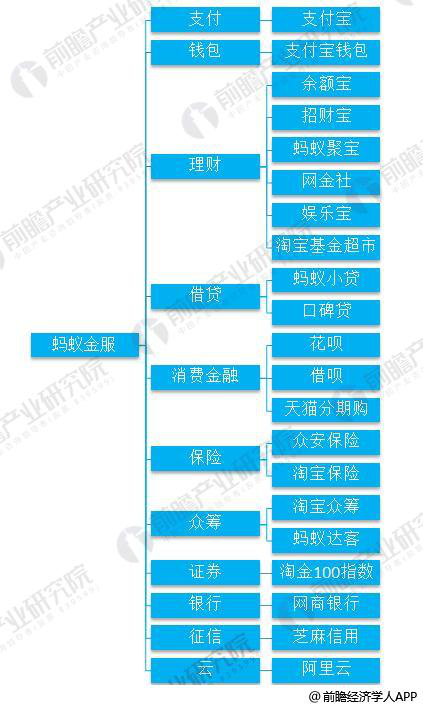 支付
支付宝
钱包
支付宝钱包
余额宝
招财宝
蚂蚁聚宝
理财
网金社
娱乐宝
淘宝基金超市
蚂蚁小贷
借贷
口碑贷
蚂蚁金服
花呗
消费金融
借呗
天猫分期购
众安保险
保险
淘宝保险
淘宝众筹
众筹
蚂蚁达客
证券
淘金100指数
银行
网商银行
征信
芝麻信用
云
阿里云
前瞻产业研究院
@前瞻经济学人APP